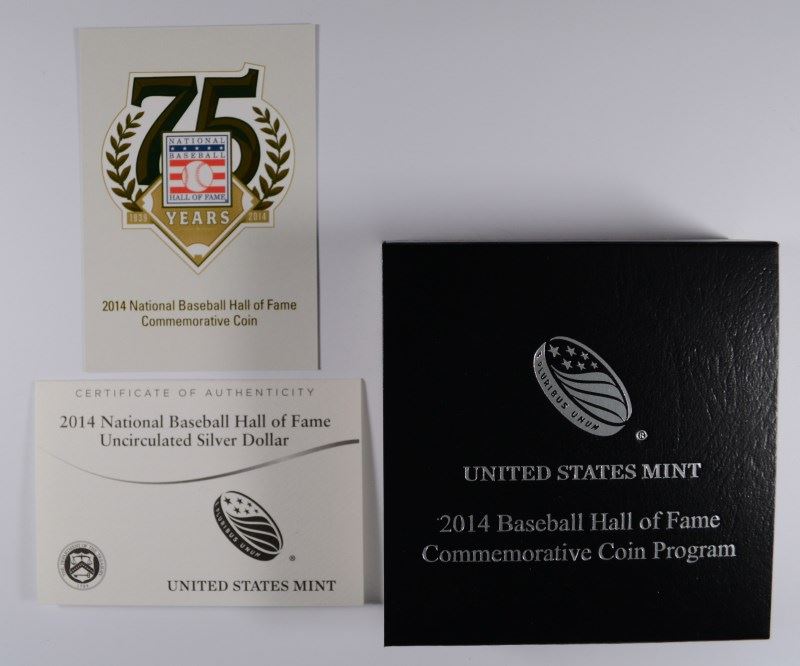 75
NATIONAL
BASEBALL
HALL OF FAME
1939 YEARS 2014
2014 National Baseball Hall of Fame
Commemorative Coin
CERTIFICATE OF AUTHENTICITY
2014 National Baseball Hall of Fame
Uncirculated Silver Dollar
PLURIBUS UNUM
®
UNITED STATES MINT
PLURIBUS UNUM
®
UNITED STATES MINT
2014 Baseball Hall of Fame
Commemorative Coin Program